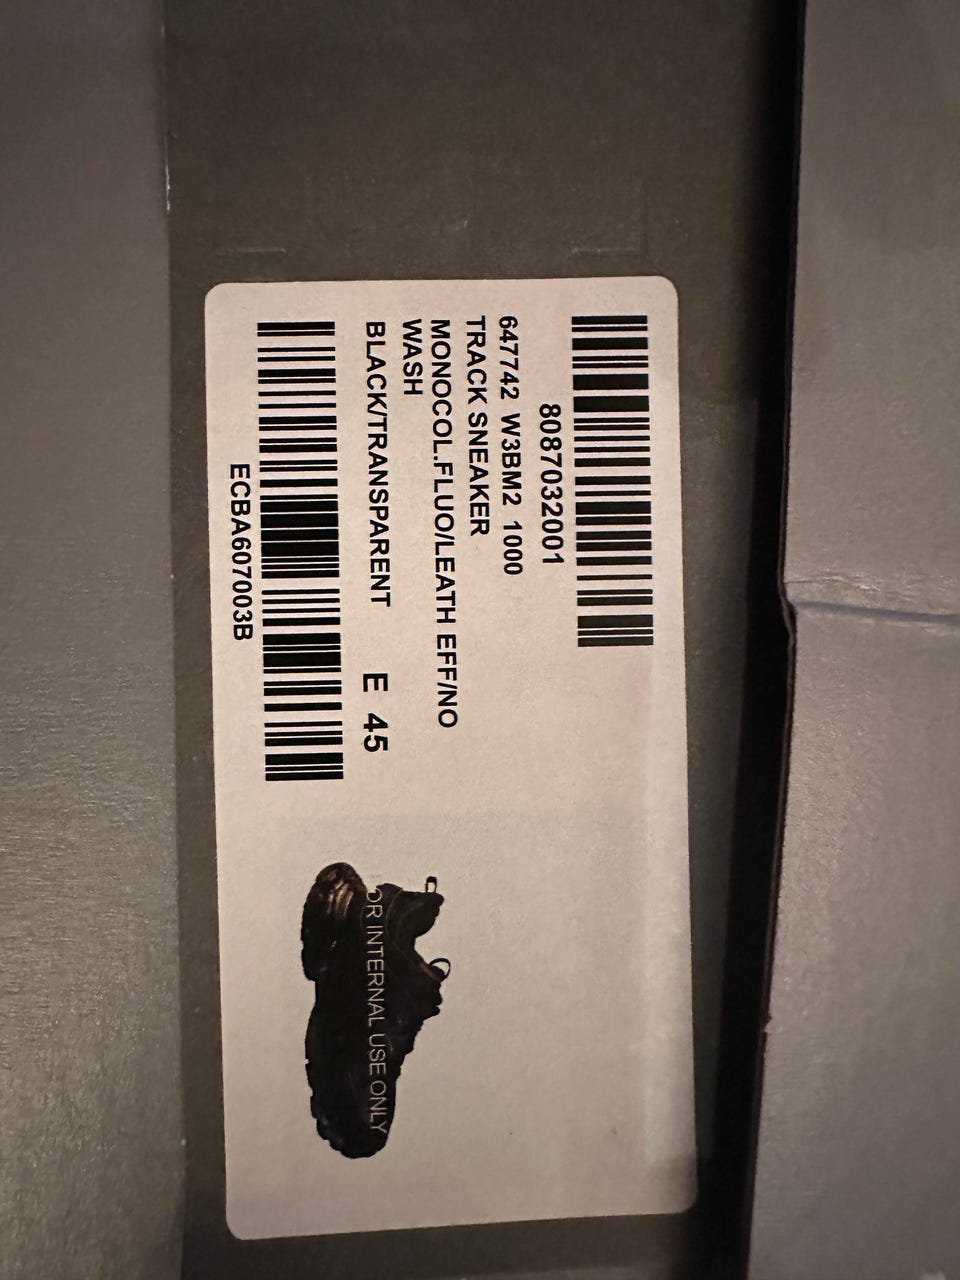 8087032001
647742 W3BM2 1000
TRACK SNEAKER
MONOCOL.FLUO/LEATH EFF/NO
WASH
BLACK/TRANSPARENT E 45
ECBA607003B
OR INTERNAL USE ONLY